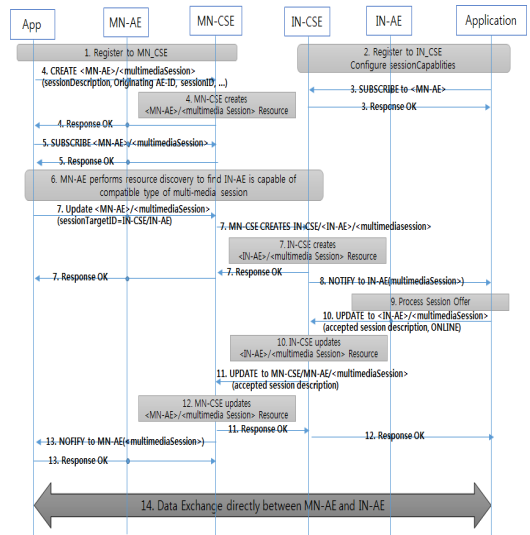 App
MN-AE
MN-CSE
IN-CSE
IN-AE
Application
1. Register to MN_CSE
2. Register to IN_CSE
Configure sessionCapablities
4. CREATE <MN-AE>/<multimediaSession>
(sessionDescription, Originating AE-ID, sessionID, ...)
3. SUBSCRIBE to <MN-AE>
4. MN-CSE creates
<MN-AE>/<multimedia Session> Resource
3. Response OK
4. Response OK
5. SUBSCRIBE <MN-AE>/<multimediaSession>
5. Response OK
6. MN-AE performs resource discovery to find IN-AE is capable of
compatible type of multi-media session
7. Update <MN-AE>/<multimediaSession>
(sessionTargetID=IN-CSE/IN-AE)
7. MN-CSE CREATES IN-CSE/<IN-AE>/<multimediasession>
7. IN-CSE creates
<IN-AE>/<multimedia Session> Resource
7. Response OK
7. Response OK
8. NOTIFY to IN-AE(multimediaSession>)
9. Process Session Offer
10. UPDATE to <IN-AE>/<multimediaSession>
(accepted session description, ONLINE)
10. IN-CSE updates
<IN-AE>/<multimedia Session> Resource
11. UPDATE to MN-CSE/MN-AE/<multimediaSession>
(accepted session description)
12. MN-CSE updates
<MN-AE>/<multimedia Session> Resource
11. Response OK
12. Response OK
13. NOFIFY to MN-AE(<multimediaSession>)
13. Response OK
14. Data Exchange directly between MN-AE and IN-AE